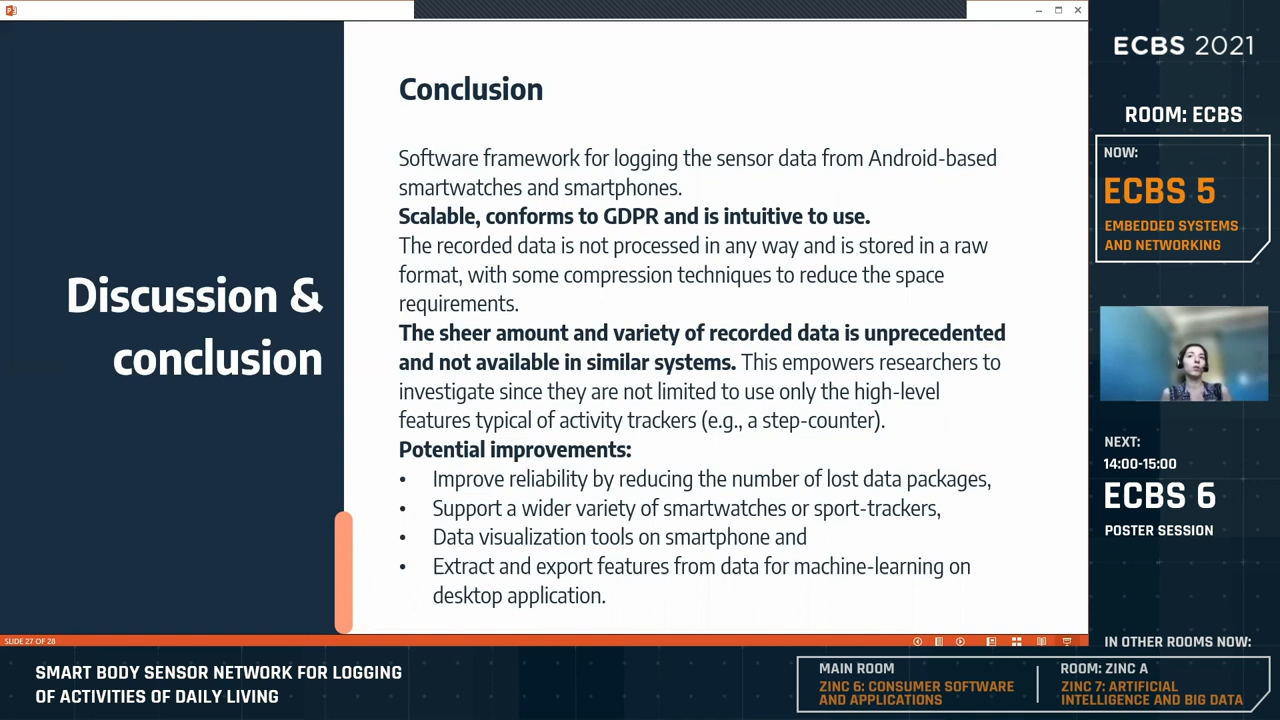 Discussion &
conclusion
Conclusion
Software framework for logging the sensor data from Android-based
smartwatches and smartphones.
Scalable, conforms to GDPR and is intuitive to use.
The recorded data is not processed in any way and is stored in a raw
format, with some compression techniques to reduce the space
requirements.
The sheer amount and variety of recorded data is unprecedented
and not available in similar systems. This empowers researchers to
investigate since they are not limited to use only the high-level
features typical of activity trackers (e.g., a step-counter).
Potential improvements:
• Improve reliability by reducing the number of lost data packages,
• Support a wider variety of smartwatches or sport-trackers,
• Data visualization tools on smartphone and
• Extract and export features from data for machine-learning on
desktop application.
SLIDE 27 OF 28
ECBS 2021
ROOM: ECBS
NOW:
ECBS 5
EMBEDDED SYSTEMS
AND NETWORKING
NEXT:
14:00-15:00
ECBS 6
POSTER SESSION
IN OTHER ROOMS NOW:
SMART BODY SENSOR NETWORK FOR LOGGING
OF ACTIVITIES OF DAILY LIVING
MAIN ROOM
ZINC 6: CONSUMER SOFTWARE
AND APPLICATIONS
ROOM: ZINC A
ZINC 7: ARTIFICIAL
INTELLIGENCE AND BIG DATA